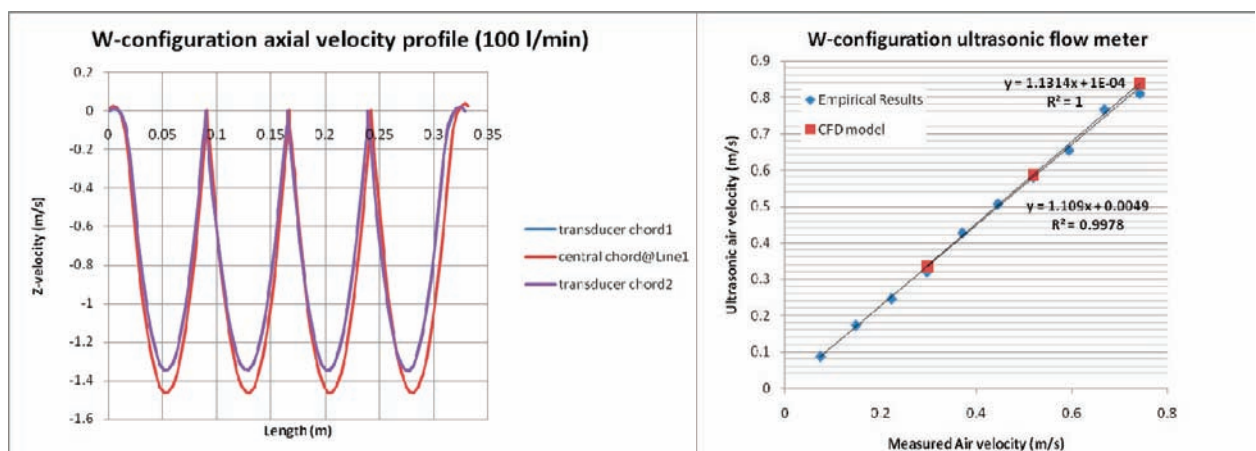 W-configuration axial velocity profile (100 l/min)
0.7
0
0 0.05 0.1 0.15 0.2 0.25 0.3 0.35
-0.2
-0.4
-0.6
-0.8
-1
-1.2
-1.4
-1.6
Z-velocity (m/s)
Length (m)
transducer chord1
central chord@Line1
transducer chord2
W-configuration ultrasonic flow meter
0.9
0.8
0.7
0.6
0.5
0.4
0.3
0.2
0.1
0
Ultrasonic air velocity (m/s)
Empirical Results
CFD model
y = 1.1314x + 1E-04
R² = 1
y = 1.109x + 0.0049
R² = 0.9978
0 0.2 0.4 0.6 0.8
Measured Air velocity (m/s)